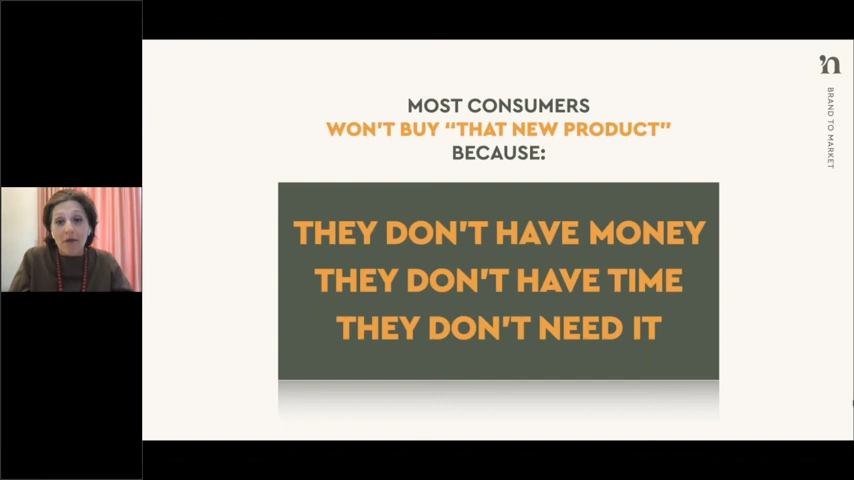 MOST CONSUMERS
WON'T BUY "THAT NEW PRODUCT"
BECAUSE:
THEY DON'T HAVE MONEY
THEY DON'T HAVE TIME
THEY DON'T NEED IT
'n
BRAND TO MARKET